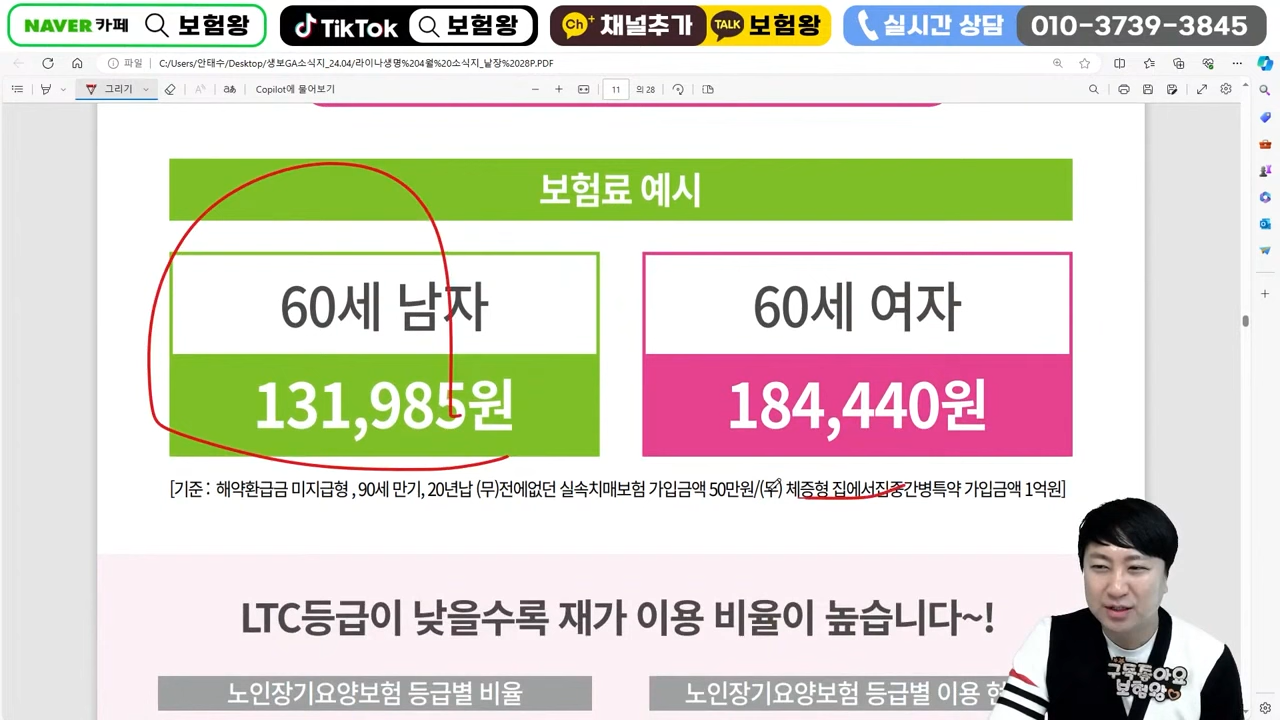 NAVER 카페 보험왕 TikTok 보험왕 Ch+ 채널추가 TALK 보험왕 실시간 상담 010-3739-3845
파일 C:/Users/안태수/Desktop/생보GA소식지_24.04/라이나생명%204월%20소식지_낱장%2028P.PDF
그리기 가あ Copilot에 물어보기 11 의 28
보험료 예시
60세 남자 60세 여자
131,985원 184,440원
[기준 : 해약환급금 미지급형 , 90세 만기, 20년납 (무)전에없던 실속치매보험 가입금액 50만원/(무) 체증형 집에서집중간병특약 가입금액 1억원]
LTC등급이 낮을수록 재가 이용 비율이 높습니다~!
노인장기요양보험 등급별 비율 노인장기요양보험 등급별 이용
구독좋아요
보험왕